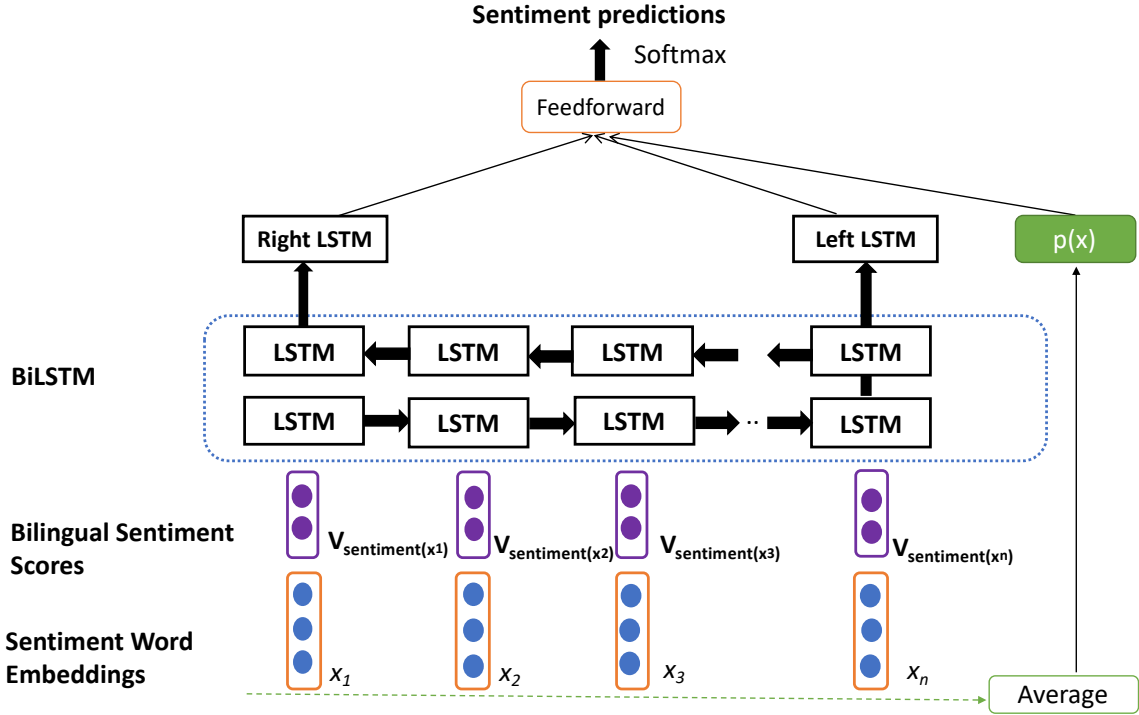 Sentiment predictions
Softmax
Feedforward
Right LSTM
Left LSTM
p(x)
BiLSTM
LSTM LSTM LSTM LSTM
LSTM LSTM LSTM .. LSTM
Bilingual Sentiment
Scores
Vsentiment(x1) Vsentiment(x2) Vsentiment(x3) Vsentiment(xn)
Sentiment Word
Embeddings
x1 x2 x3 xn
Average